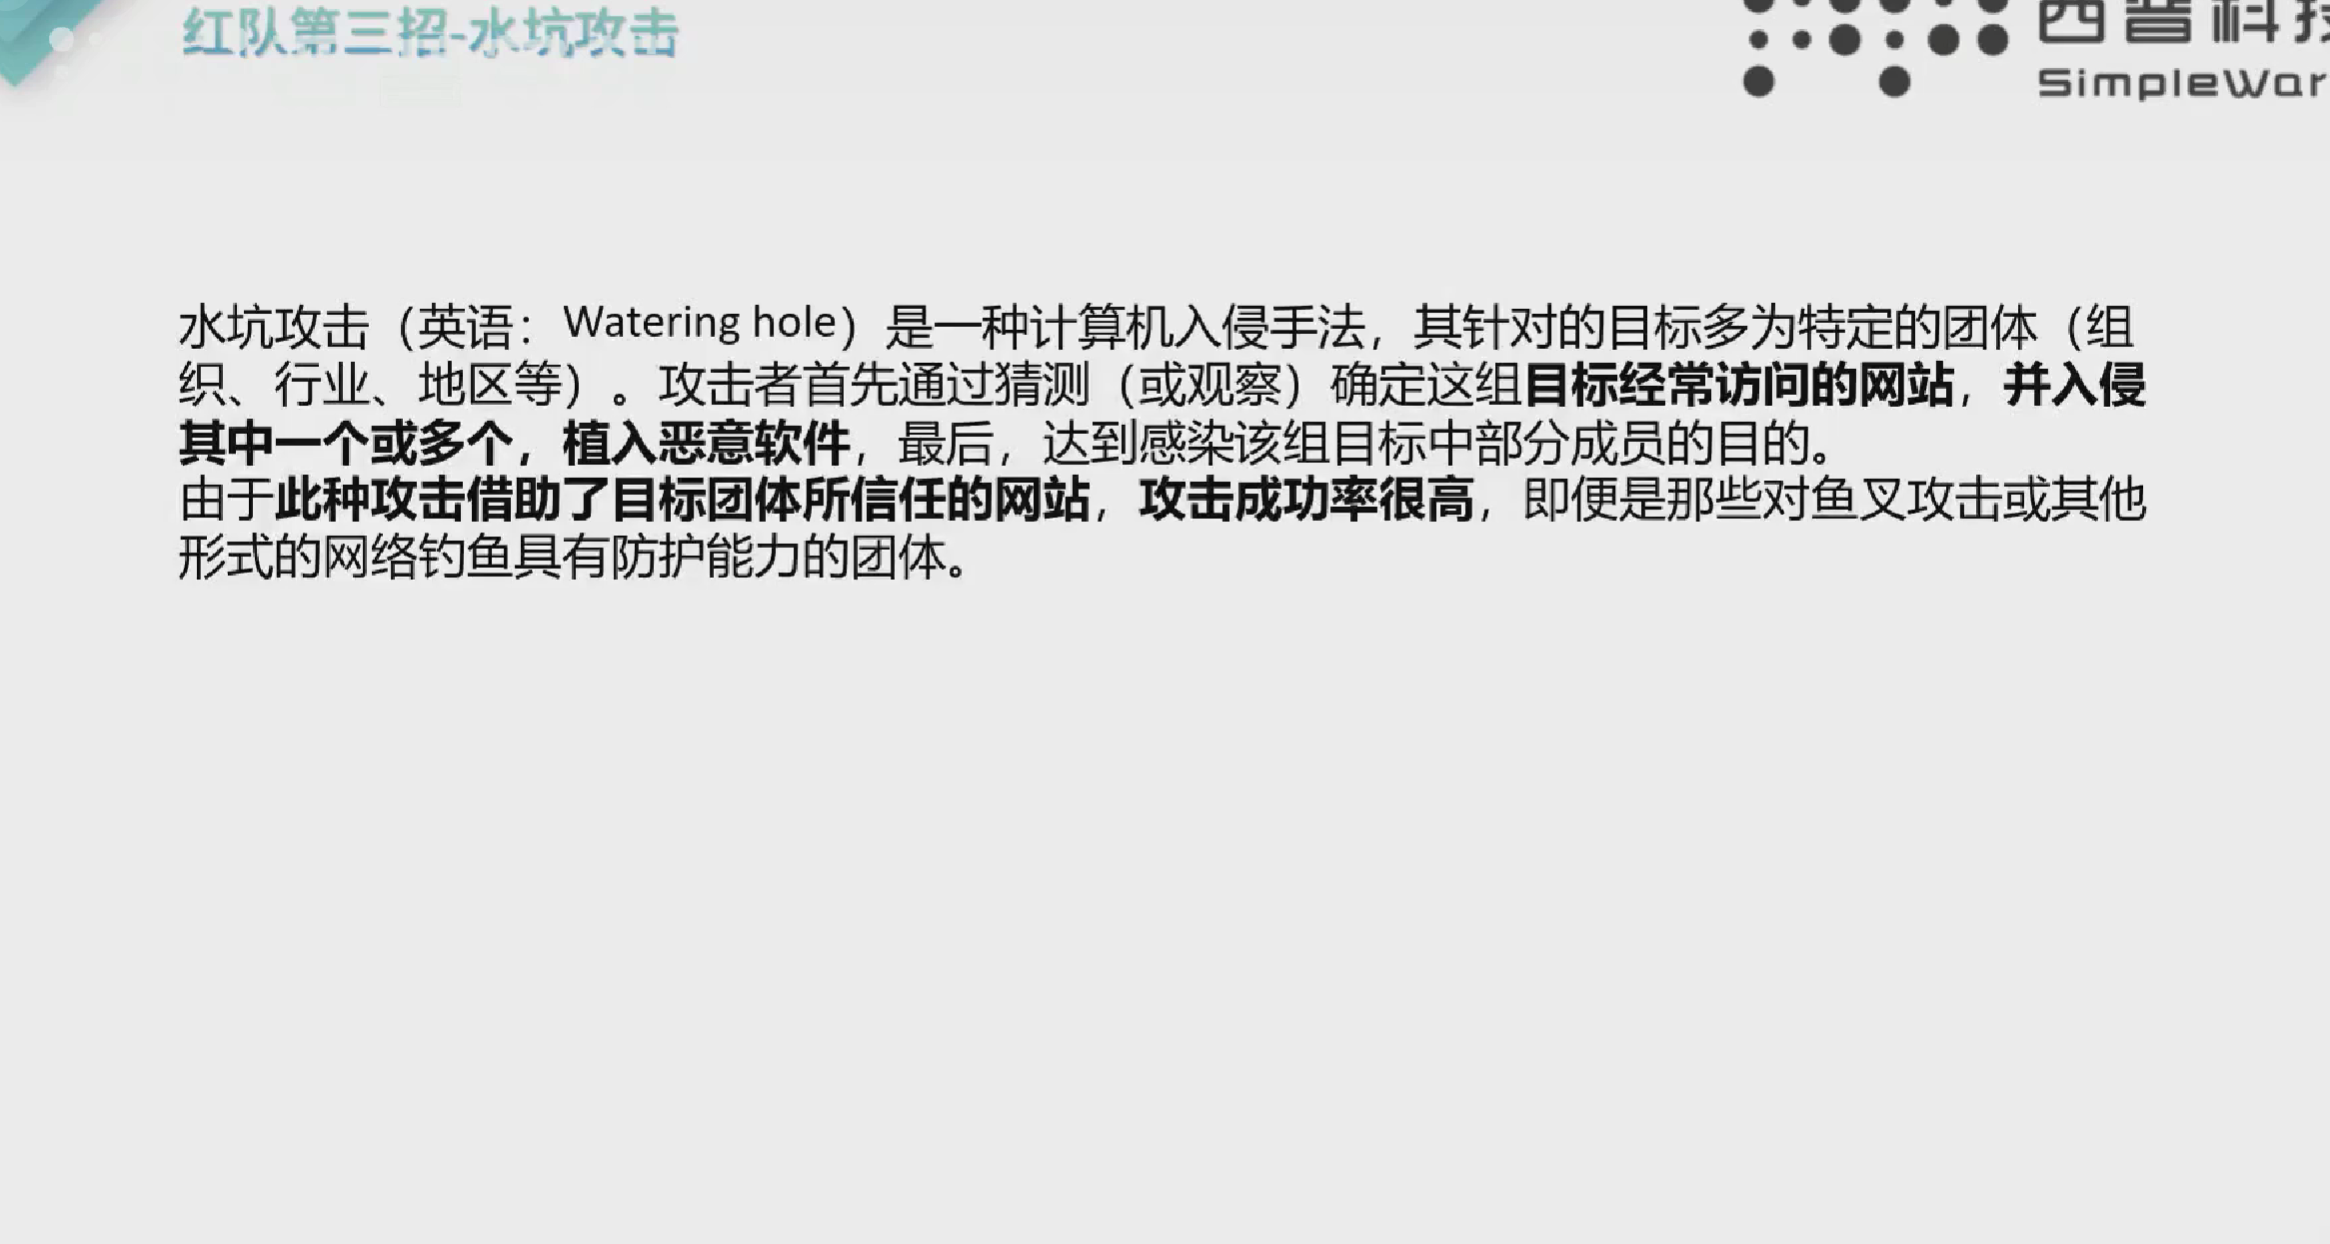 红队第三招-水坑攻击
西普科技
SimpleWar
水坑攻击（英语：Watering hole）是一种计算机入侵手法，其针对的目标多为特定的团体（组
织、行业、地区等）。攻击者首先通过猜测（或观察）确定这组目标经常访问的网站，并入侵
其中一个或多个，植入恶意软件，最后，达到感染该组目标中部分成员的目的。
由于此种攻击借助了目标团体所信任的网站，攻击成功率很高，即便是那些对鱼叉攻击或其他
形式的网络钓鱼具有防护能力的团体。